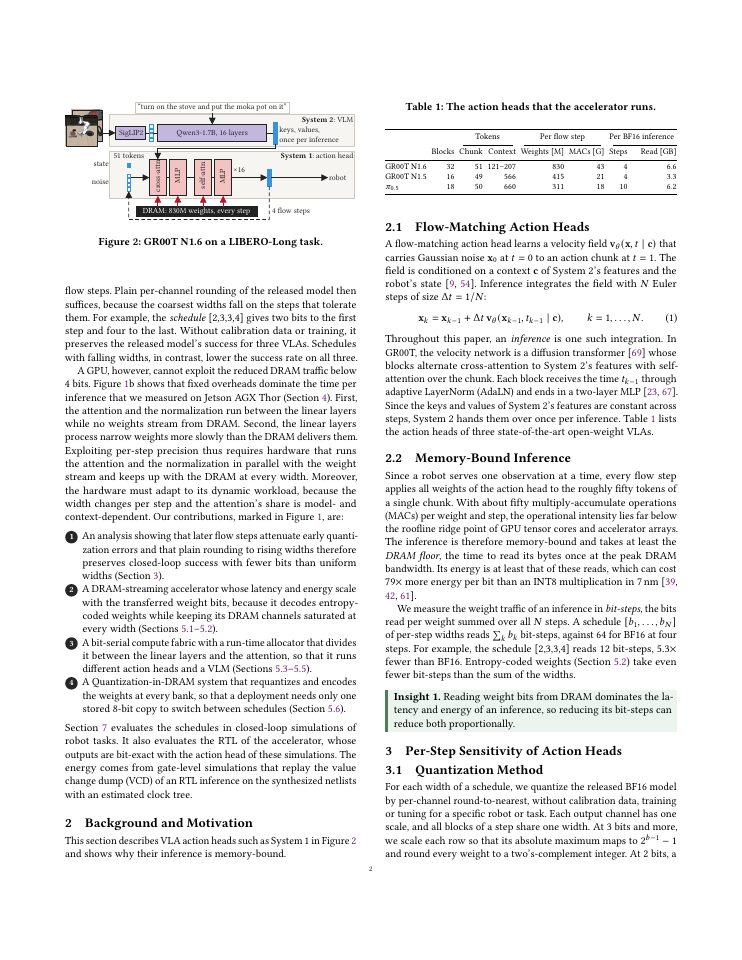 "turn on the stove and put the moka pot on it"
System 2: VLM
SigLIP2
Qwen3-1.7B, 16 layers
keys, values,
once per inference
51 tokens
System 1: action head
state
noise
cross-attn
MLP
self-attn
MLP
×16
robot
DRAM: 830M weights, every step
4 flow steps
Figure 2: GR00T N1.6 on a LIBERO-Long task.
flow steps. Plain per-channel rounding of the released model then
suffices, because the coarsest widths fall on the steps that tolerate
them. For example, the schedule [2,3,3,4] gives two bits to the first
step and four to the last. Without calibration data or training, it
preserves the released model's success for three VLAs. Schedules
with falling widths, in contrast, lower the success rate on all three.
A GPU, however, cannot exploit the reduced DRAM traffic below
4 bits. Figure 1b shows that fixed overheads dominate the time per
inference that we measured on Jetson AGX Thor (Section 4). First,
the attention and the normalization run between the linear layers
while no weights stream from DRAM. Second, the linear layers
process narrow weights more slowly than the DRAM delivers them.
Exploiting per-step precision thus requires hardware that runs
the attention and the normalization in parallel with the weight
stream and keeps up with the DRAM at every width. Moreover,
the hardware must adapt to its dynamic workload, because the
width changes per step and the attention's share is model- and
context-dependent. Our contributions, marked in Figure 1, are:
1 An analysis showing that later flow steps attenuate early quanti-
zation errors and that plain rounding to rising widths therefore
preserves closed-loop success with fewer bits than uniform
widths (Section 3).
2 A DRAM-streaming accelerator whose latency and energy scale
with the transferred weight bits, because it decodes entropy-
coded weights while keeping its DRAM channels saturated at
every width (Sections 5.1–5.2).
3 A bit-serial compute fabric with a run-time allocator that divides
it between the linear layers and the attention, so that it runs
different action heads and a VLM (Sections 5.3–5.5).
4 A Quantization-in-DRAM system that requantizes and encodes
the weights at every bank, so that a deployment needs only one
stored 8-bit copy to switch between schedules (Section 5.6).
Section 7 evaluates the schedules in closed-loop simulations of
robot tasks. It also evaluates the RTL of the accelerator, whose
outputs are bit-exact with the action head of these simulations. The
energy comes from gate-level simulations that replay the value
change dump (VCD) of an RTL inference on the synthesized netlists
with an estimated clock tree.
2 Background and Motivation
This section describes VLA action heads such as System 1 in Figure 2
and shows why their inference is memory-bound.
Table 1: The action heads that the accelerator runs.
Tokens Per flow step Per BF16 inference
Blocks Chunk Context Weights [M] MACs [G] Steps Read [GB]
GR00T N1.6 32 51 121–207 830 43 4 6.6
GR00T N1.5 16 49 566 415 21 4 3.3
π0.5 18 50 660 311 18 10 6.2
2.1 Flow-Matching Action Heads
A flow-matching action head learns a velocity field vθ(x, t | c) that
carries Gaussian noise x0 at t = 0 to an action chunk at t = 1. The
field is conditioned on a context c of System 2's features and the
robot's state [9, 54]. Inference integrates the field with N Euler
steps of size Δt = 1/N:
xk = xk−1 + Δt vθ(xk−1, tk−1 | c), k = 1, . . . , N. (1)
Throughout this paper, an inference is one such integration. In
GR00T, the velocity network is a diffusion transformer [69] whose
blocks alternate cross-attention to System 2's features with self-
attention over the chunk. Each block receives the time tk−1 through
adaptive LayerNorm (AdaLN) and ends in a two-layer MLP [23, 67].
Since the keys and values of System 2's features are constant across
steps, System 2 hands them over once per inference. Table 1 lists
the action heads of three state-of-the-art open-weight VLAs.
2.2 Memory-Bound Inference
Since a robot serves one observation at a time, every flow step
applies all weights of the action head to the roughly fifty tokens of
a single chunk. With about fifty multiply-accumulate operations
(MACs) per weight and step, the operational intensity lies far below
the roofline ridge point of GPU tensor cores and accelerator arrays.
The inference is therefore memory-bound and takes at least the
DRAM floor, the time to read its bytes once at the peak DRAM
bandwidth. Its energy is at least that of these reads, which can cost
79× more energy per bit than an INT8 multiplication in 7 nm [39,
42, 61].
We measure the weight traffic of an inference in bit-steps, the bits
read per weight summed over all N steps. A schedule [b1, . . . , bN]
of per-step widths reads ∑k bk bit-steps, against 64 for BF16 at four
steps. For example, the schedule [2,3,3,4] reads 12 bit-steps, 5.3×
fewer than BF16. Entropy-coded weights (Section 5.2) take even
fewer bit-steps than the sum of the widths.
Insight 1. Reading weight bits from DRAM dominates the la-
tency and energy of an inference, so reducing its bit-steps can
reduce both proportionally.
3 Per-Step Sensitivity of Action Heads
3.1 Quantization Method
For each width of a schedule, we quantize the released BF16 model
by per-channel round-to-nearest, without calibration data, training
or tuning for a specific robot or task. Each output channel has one
scale, and all blocks of a step share one width. At 3 bits and more,
we scale each row so that its absolute maximum maps to 2^{b−1} − 1
and round every weight to a two's-complement integer. At 2 bits, a
2